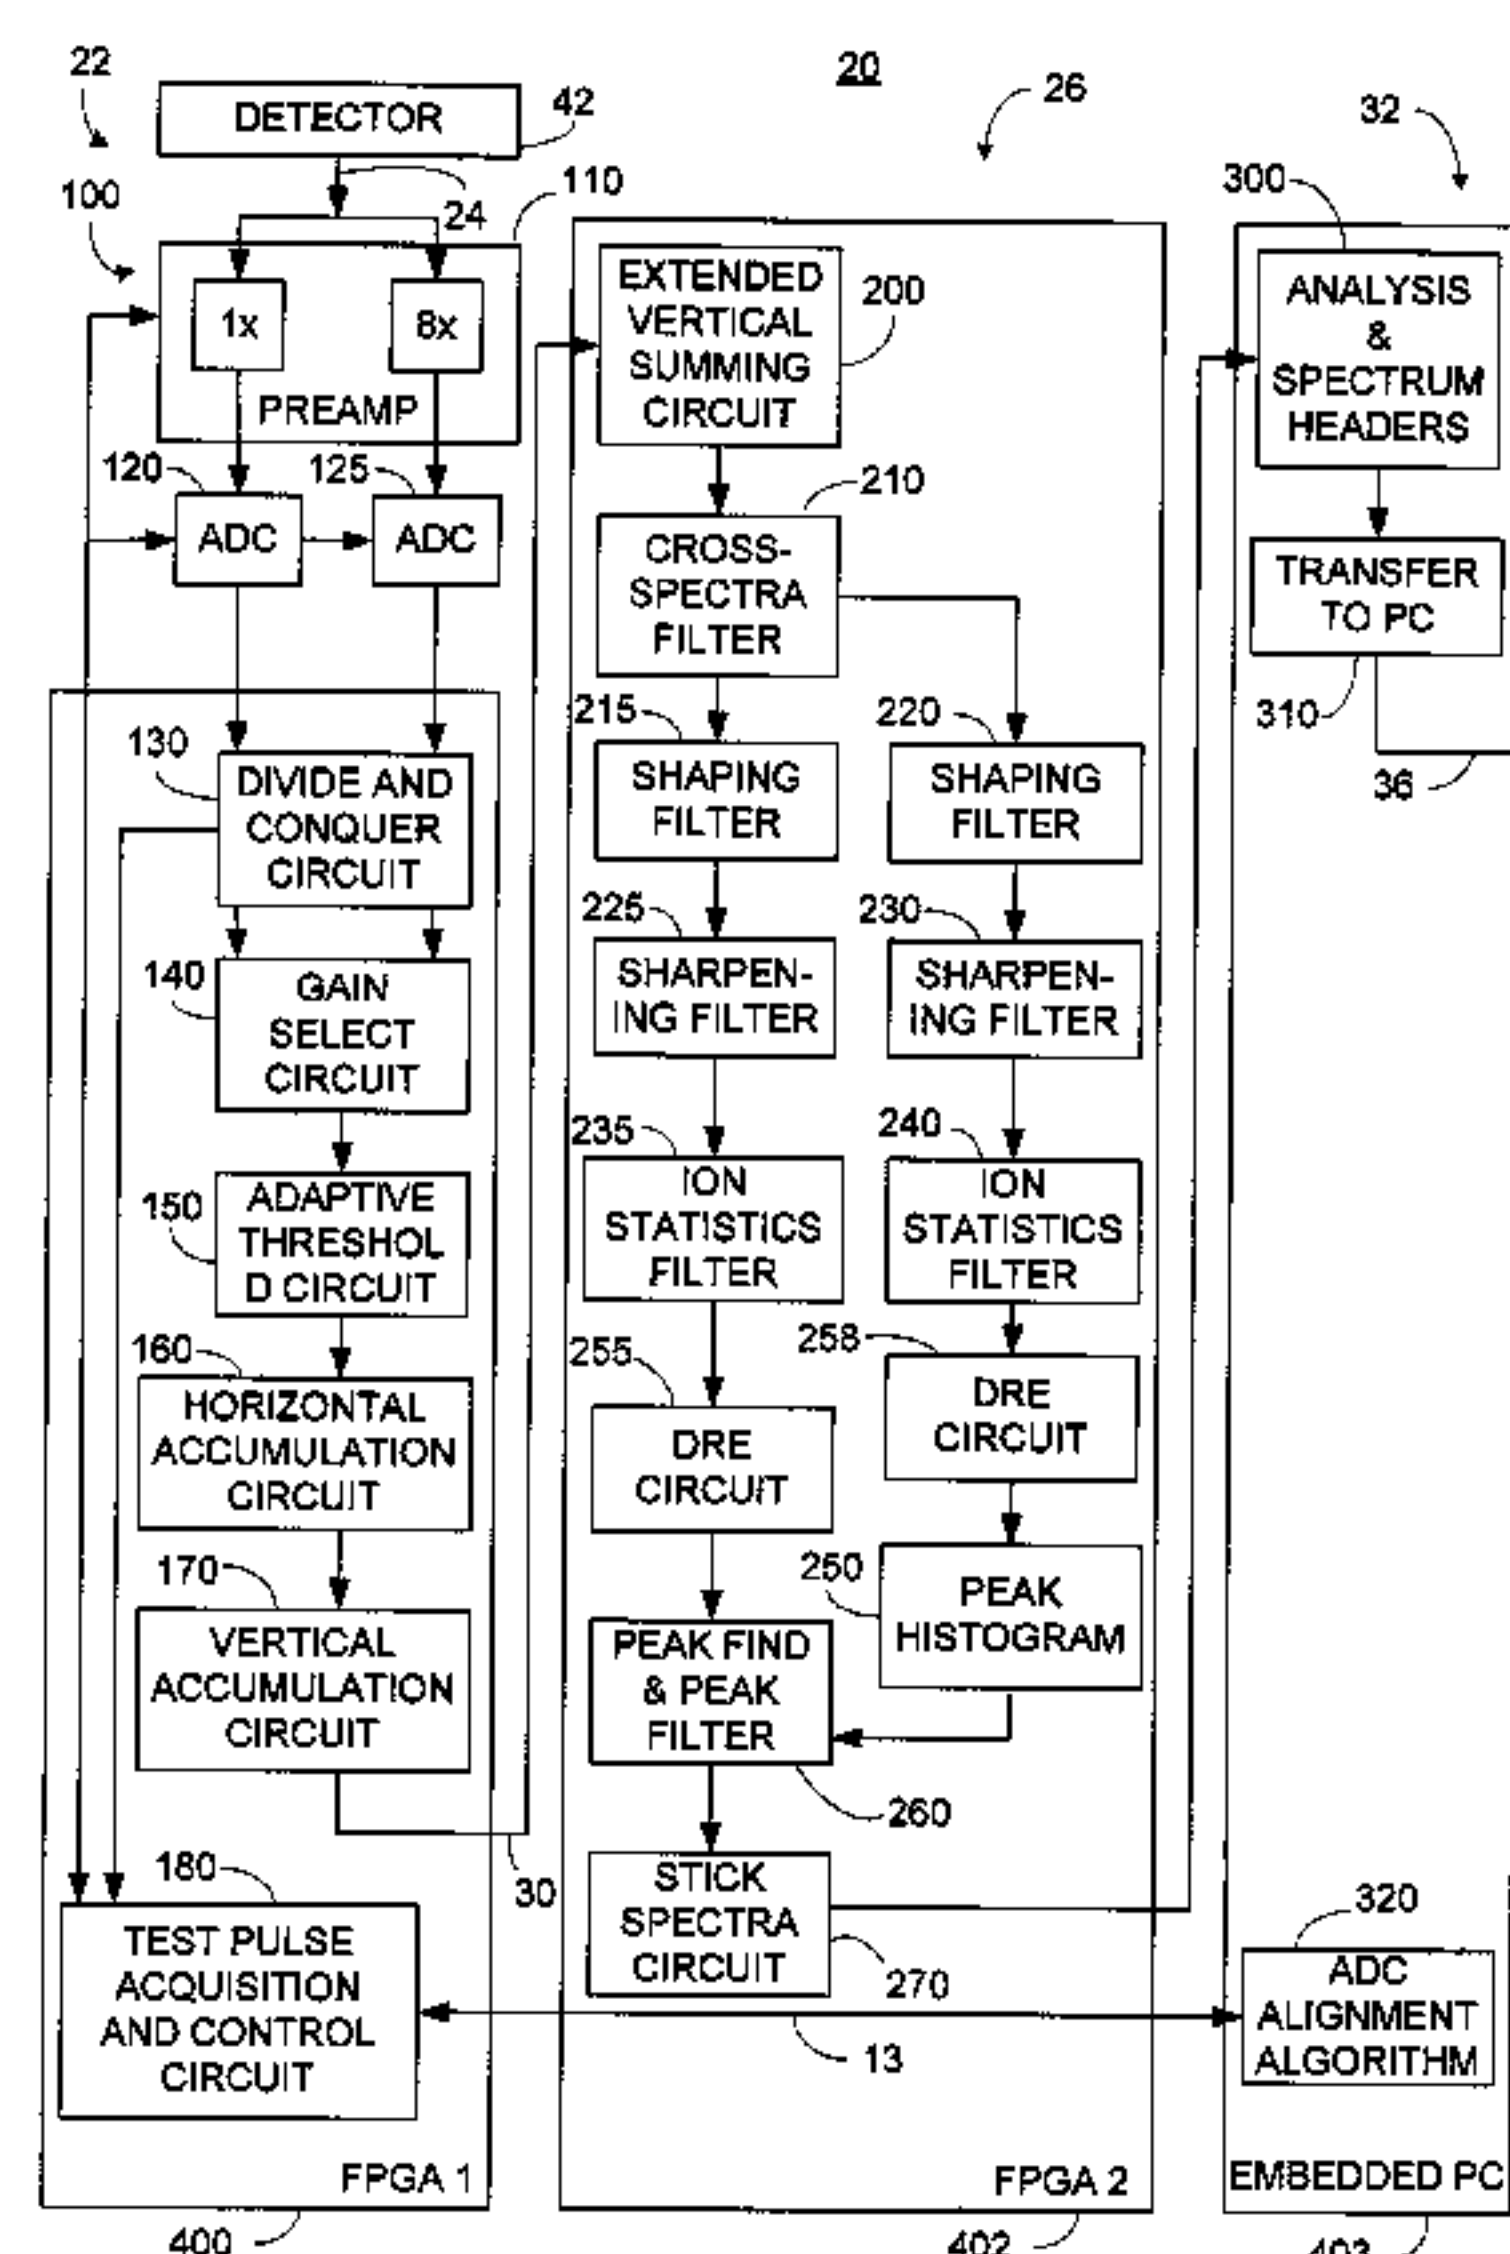 22
20
26
32
DETECTOR
42
24
100
110
1x
8x
PREAMP
120
125
ADC
ADC
130
DIVIDE AND
CONQUER
CIRCUIT
140
GAIN
SELECT
CIRCUIT
150
ADAPTIVE
THRESHOL
D CIRCUIT
160
HORIZONTAL
ACCUMULATION
CIRCUIT
170
VERTICAL
ACCUMULATION
CIRCUIT
30
180
TEST PULSE
ACQUISITION
AND CONTROL
CIRCUIT
FPGA 1
400
EXTENDED
VERTICAL
SUMMING
CIRCUIT
200
210
CROSS-
SPECTRA
FILTER
215
SHAPING
FILTER
220
SHAPING
FILTER
225
SHARPEN-
ING FILTER
230
SHARPEN-
ING FILTER
235
ION
STATISTICS
FILTER
240
ION
STATISTICS
FILTER
255
DRE
CIRCUIT
258
DRE
CIRCUIT
250
PEAK
HISTOGRAM
PEAK FIND
& PEAK
FILTER
260
STICK
SPECTRA
CIRCUIT
270
13
FPGA 2
402
300
ANALYSIS
&
SPECTRUM
HEADERS
TRANSFER
TO PC
310
36
320
ADC
ALIGNMENT
ALGORITHM
EMBEDDED PC
403